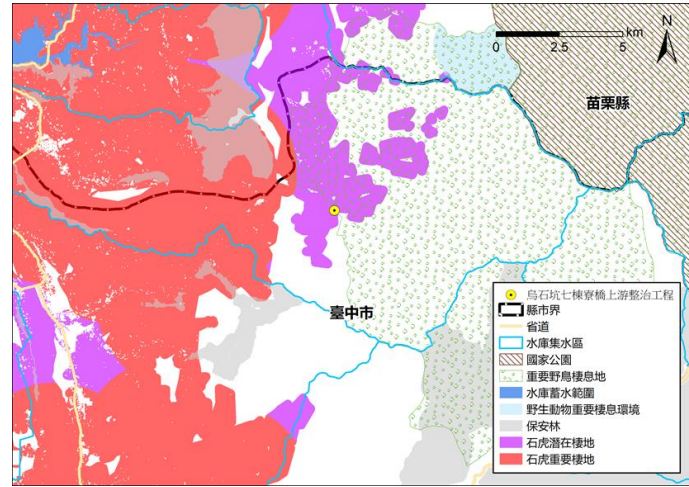 N
km
0 2.5 5
苗栗縣
臺中市
烏石坑七棟寮橋上游整治工程
縣市界
省道
水庫集水區
國家公園
重要野鳥棲息地
水庫蓄水範圍
野生動物重要棲息環境
保安林
石虎潛在棲地
石虎重要棲地